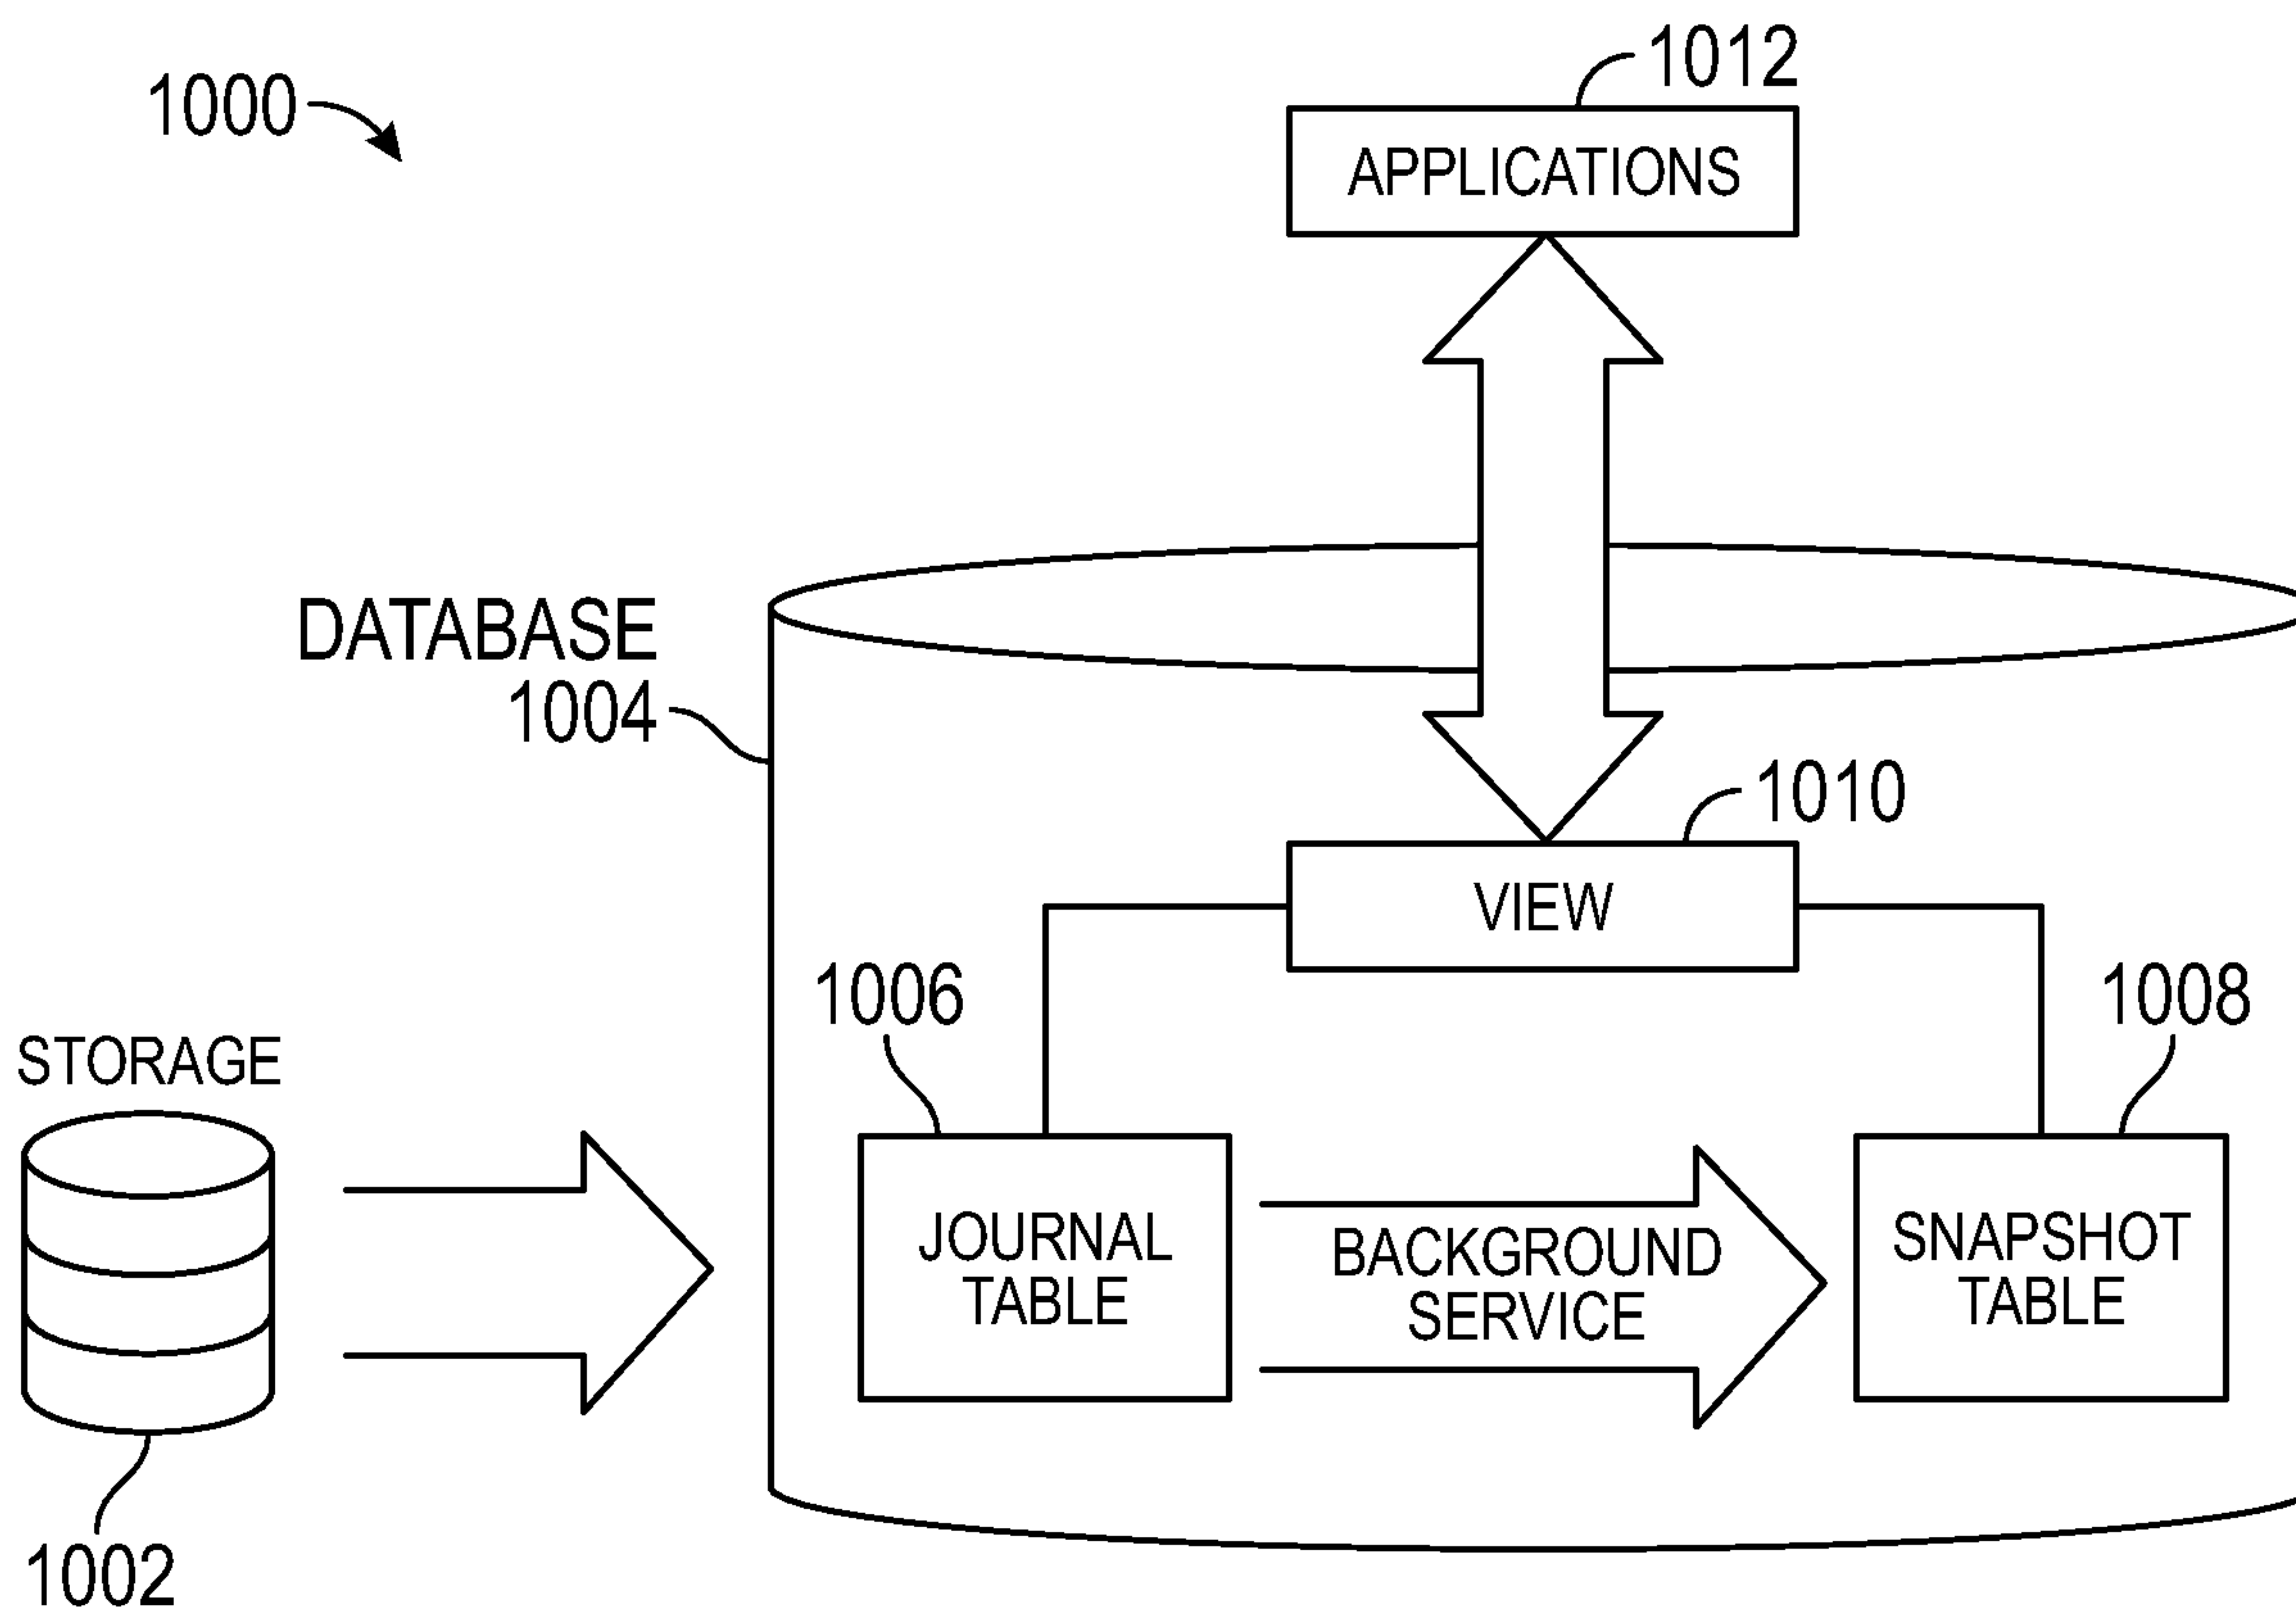 1012
1000
APPLICATIONS
DATABASE
1004
1010
VIEW
1006
1008
STORAGE
JOURNAL
TABLE
BACKGROUND
SERVICE
SNAPSHOT
TABLE
1002